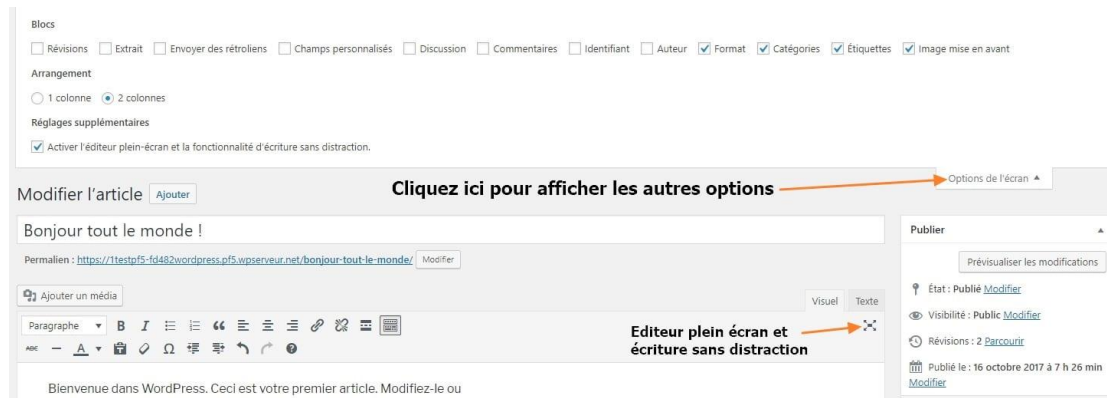 Blocs
Révisions Extrait Envoyer des rétroliens Champs personnalisés Discussion Commentaires Identifiant Auteur Format Catégories Étiquettes Image mise en avant
Arrangement
1 colonne 2 colonnes
Réglages supplémentaires
Activer l'éditeur plein-écran et la fonctionnalité d'écriture sans distraction.
Options de l'écran
Modifier l'article Ajouter
Cliquez ici pour afficher les autres options
Bonjour tout le monde !
Permalien : https://1testpf5-fd482wordpress.pf5.wpserveur.net/bonjour-tout-le-monde/ Modifier
Ajouter un média
Visuel Texte
Paragraphe B I
ABC A Ω
Editeur plein écran et
écriture sans distraction
Bienvenue dans WordPress. Ceci est votre premier article. Modifiez-le ou
Publier
Prévisualiser les modifications
État : Publié Modifier
Visibilité : Public Modifier
Révisions : 2 Parcourir
Publié le : 16 octobre 2017 à 7 h 26 min
Modifier